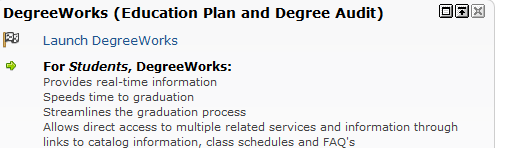 DegreeWorks (Education Plan and Degree Audit)
Launch DegreeWorks
For Students, DegreeWorks:
Provides real-time information
Speeds time to graduation
Streamlines the graduation process
Allows direct access to multiple related services and information through
links to catalog information, class schedules and FAQ's